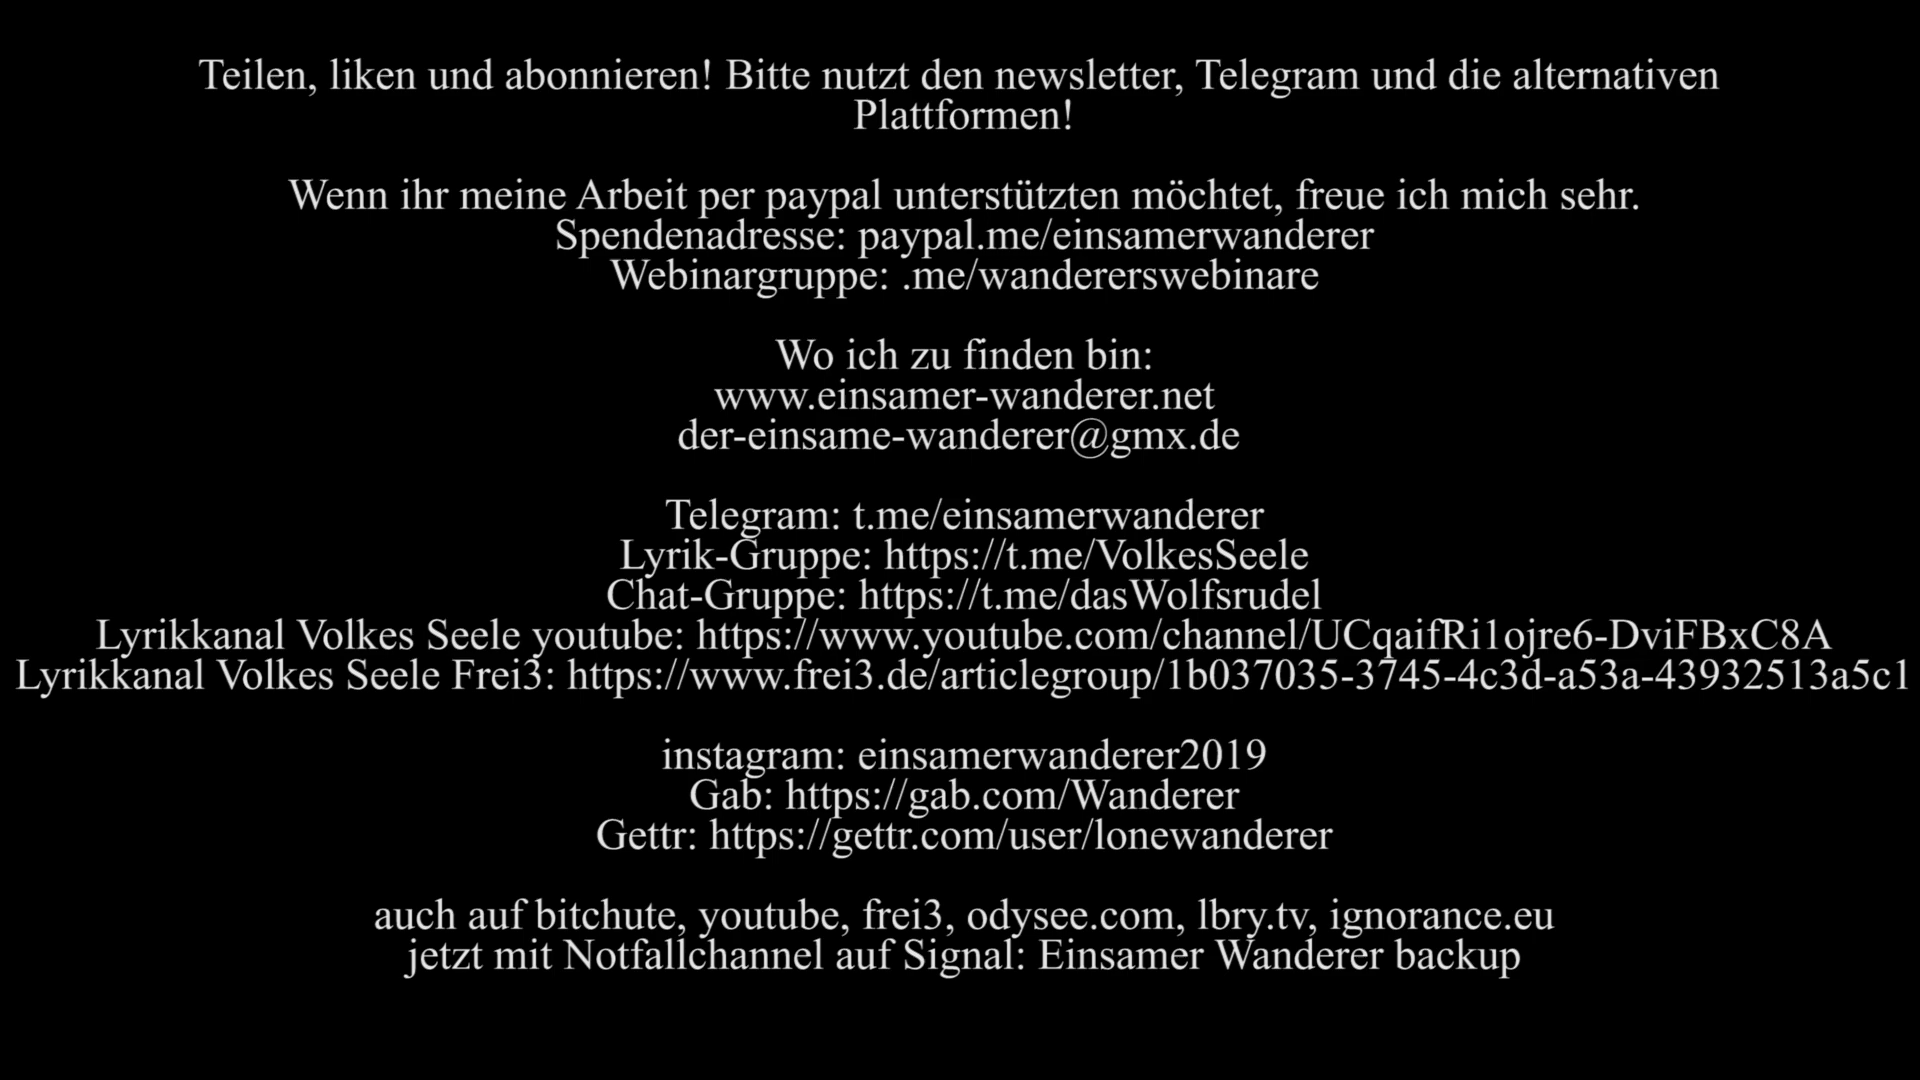 Teilen, liken und abonnieren! Bitte nutzt den newsletter, Telegram und die alternativen
Plattformen!
Wenn ihr meine Arbeit per paypal unterstützten möchtet, freue ich mich sehr.
Spendenadresse: paypal.me/einsamerwanderer
Webinargruppe: .me/wandererswebinare
Wo ich zu finden bin:
www.einsamer-wanderer.net
der-einsame-wanderer@gmx.de
Telegram: t.me/einsamerwanderer
Lyrik-Gruppe: https://t.me/VolkesSeele
Chat-Gruppe: https://t.me/dasWolfsrudel
Lyrikkanal Volkes Seele youtube: https://www.youtube.com/channel/UCqaifRi1ojre6-DviFBxC8A
Lyrikkanal Volkes Seele Frei3: https://www.frei3.de/articlegroup/1b037035-3745-4c3d-a53a-43932513a5c1
instagram: einsamerwanderer2019
Gab: https://gab.com/Wanderer
Gettr: https://gettr.com/user/lonewanderer
auch auf bitchute, youtube, frei3, odysee.com, lbry.tv, ignorance.eu
jetzt mit Notfallchannel auf Signal: Einsamer Wanderer backup